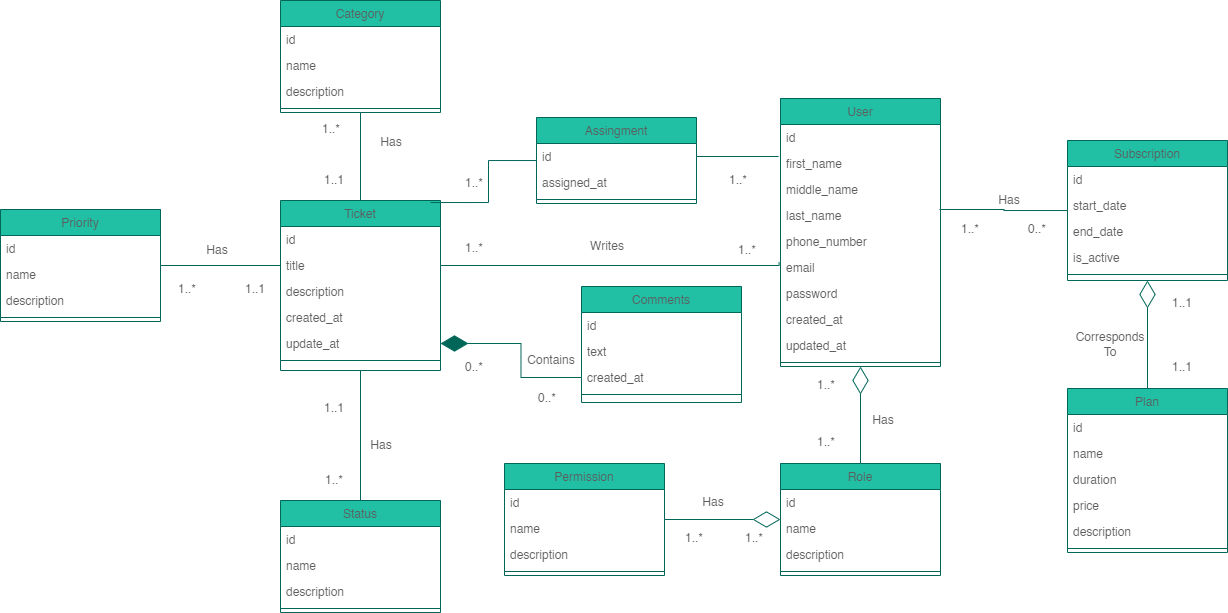 Category
id
name
description
1..*
Has
1..1
Assingment
id
assigned_at
1..*
1..*
User
id
first_name
middle_name
last_name
phone_number
email
password
created_at
updated_at
Subscription
id
start_date
end_date
is_active
Has
1..*
0..*
Priority
id
name
description
Has
1..*
1..1
Ticket
id
title
description
created_at
update_at
1..*
Writes
1..*
Comments
id
text
created_at
0..*
Contains
0..*
1..1
Corresponds
To
1..1
1..*
Has
1..*
Plan
id
name
duration
price
description
1..1
Has
1..*
Status
id
name
description
Permission
id
name
description
Has
1..*
1..*
Role
id
name
description